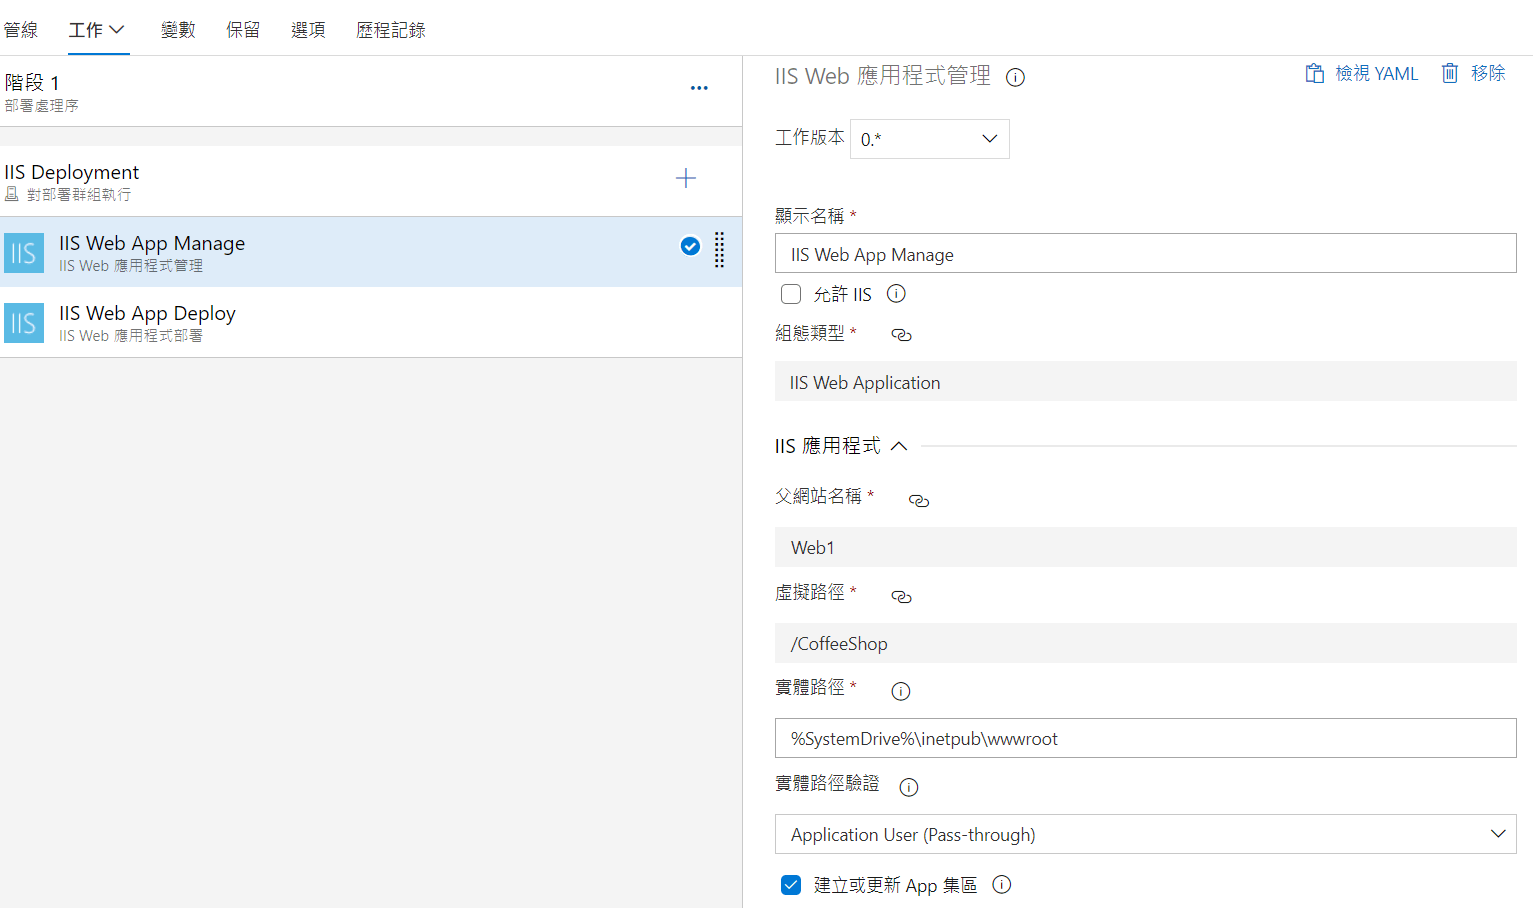 管線 工作 變數 保留 選項 歷程記錄
階段 1
部署處理序
IIS Deployment
對部署群組執行
IIS
IIS Web App Manage
IIS Web 應用程式管理
IIS
IIS Web App Deploy
IIS Web 應用程式部署
IIS Web 應用程式管理
檢視 YAML 移除
工作版本 0.*
顯示名稱 *
IIS Web App Manage
允許 IIS
組態類型 *
IIS Web Application
IIS 應用程式
父網站名稱 *
Web1
虛擬路徑 *
/CoffeeShop
實體路徑 *
%SystemDrive%\inetpub\wwwroot
實體路徑驗證
Application User (Pass-through)
建立或更新 App 集區